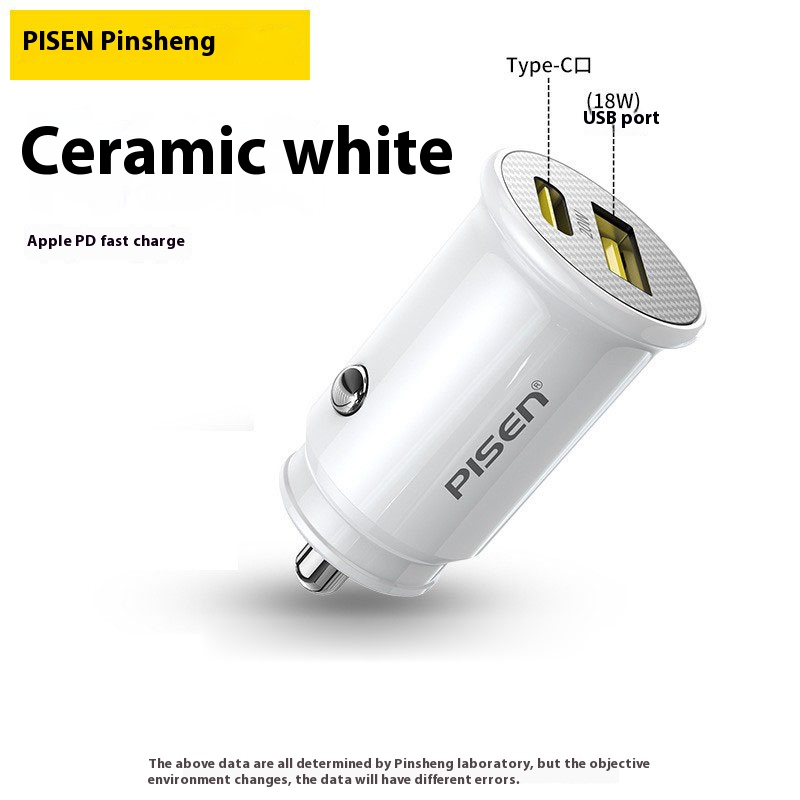 PISEN Pinsheng
Type-C口
(18W)
USB port
Ceramic white
Apple PD fast charge
PISEN®
The above data are all determined by Pinsheng laboratory, but the objective
environment changes, the data will have different errors.